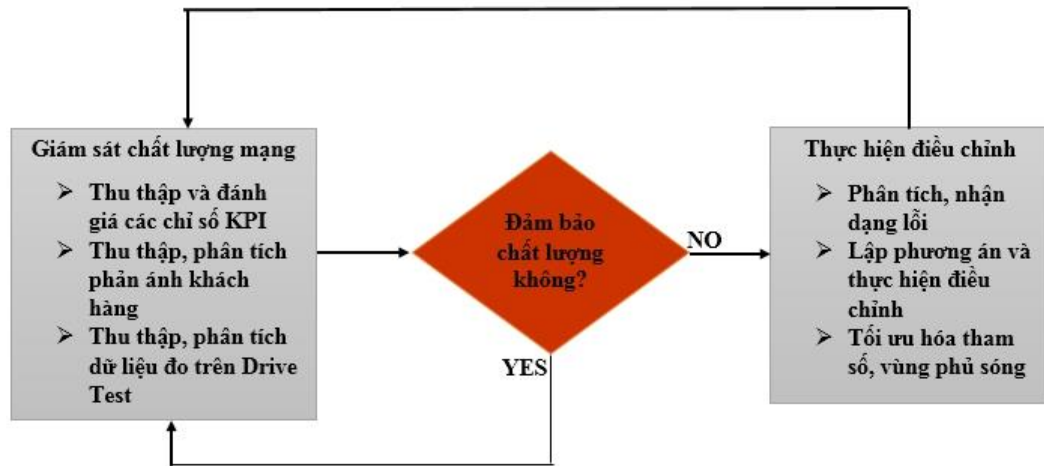 Giám sát chất lượng mạng
➢ Thu thập và đánh
giá các chỉ số KPI
➢ Thu thập, phân tích
phản ánh khách
hàng
➢ Thu thập, phân tích
dữ liệu đo trên Drive
Test
Đảm bảo
chất lượng
không?
NO
YES
Thực hiện điều chỉnh
➢ Phân tích, nhận
dạng lỗi
➢ Lập phương án và
thực hiện điều
chỉnh
➢ Tối ưu hóa tham
số, vùng phủ sóng